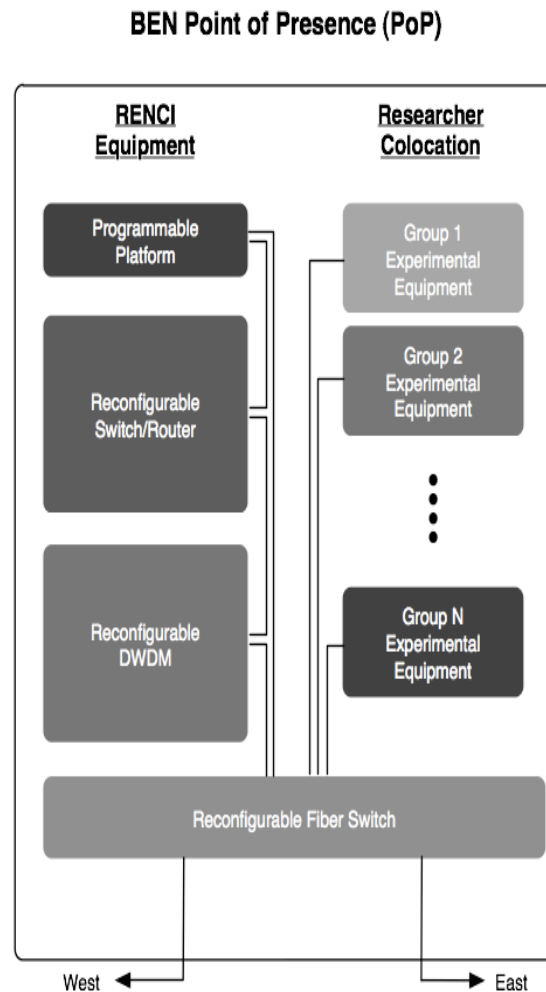 BEN Point of Presence (PoP)
RENCI
Equipment
Programmable
Platform
Reconfigurable
Switch/Router
Reconfigurable
DWDM
Researcher
Colocation
Group 1
Experimental
Equipment
Group 2
Experimental
Equipment
Group N
Experimental
Equipment
Reconfigurable Fiber Switch
West
East